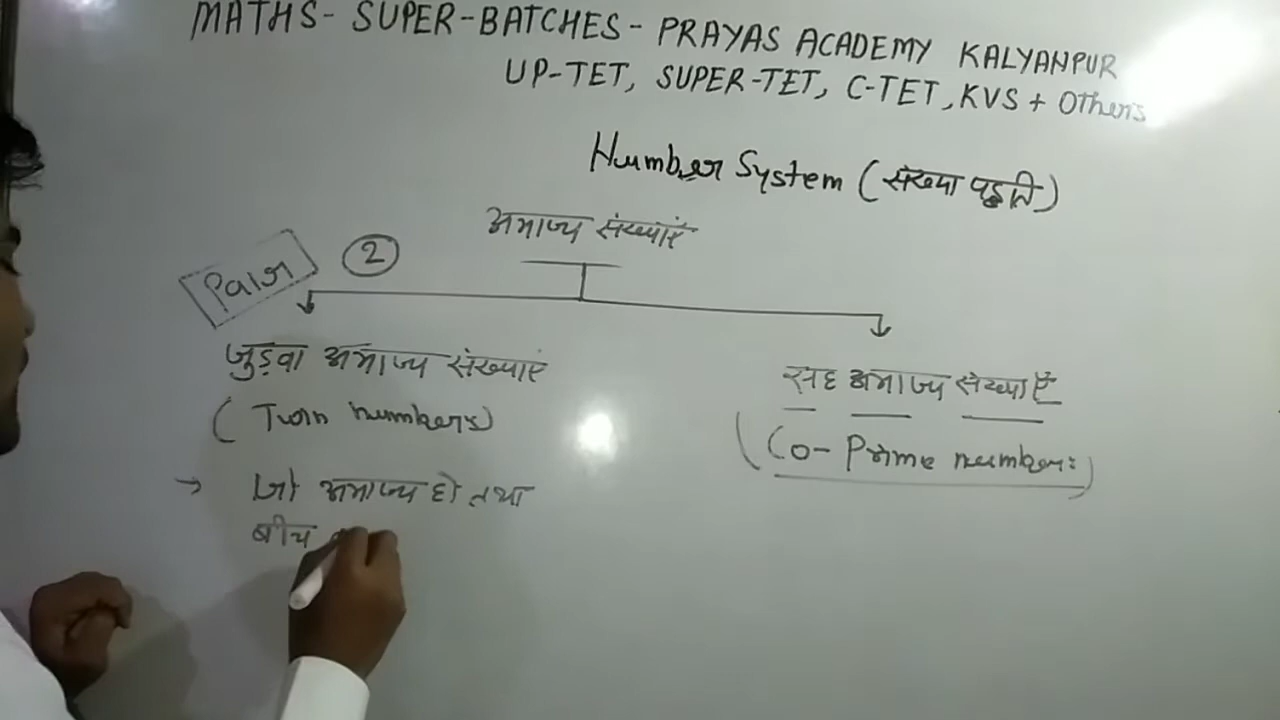 MATHS - SUPER-BATCHES - PRAYAS ACADEMY KALYANPUR
UP-TET, SUPER-TET, C-TET, KVS + Others
Number System (संख्या पद्धति)
अभाज्य संख्याएं
2
जुड़वा अभाज्य संख्याएं
(Twin numbers)
→ जो अभाज्य हो तथा
बीच
सह अभाज्य संख्याएँ
(Co-Prime numbers)